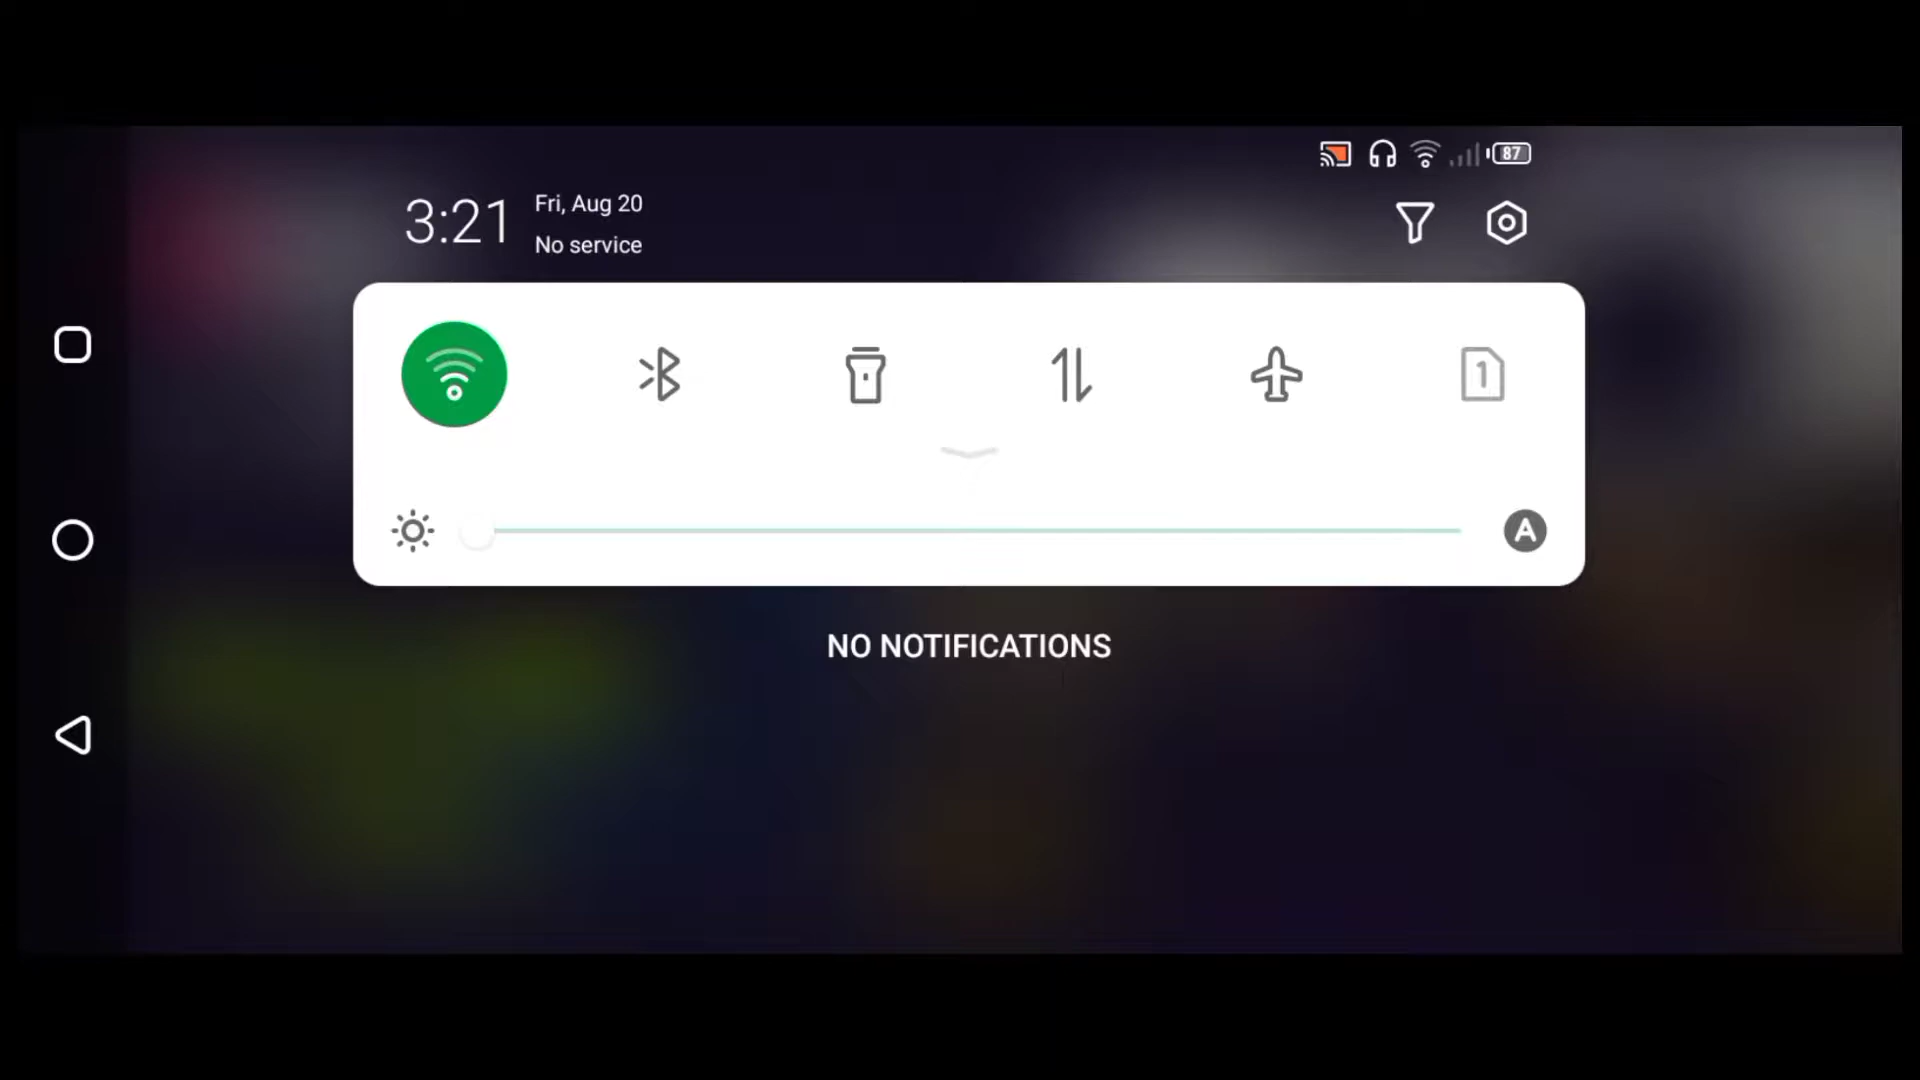 87
3:21
Fri, Aug 20
No service
1
A
NO NOTIFICATIONS